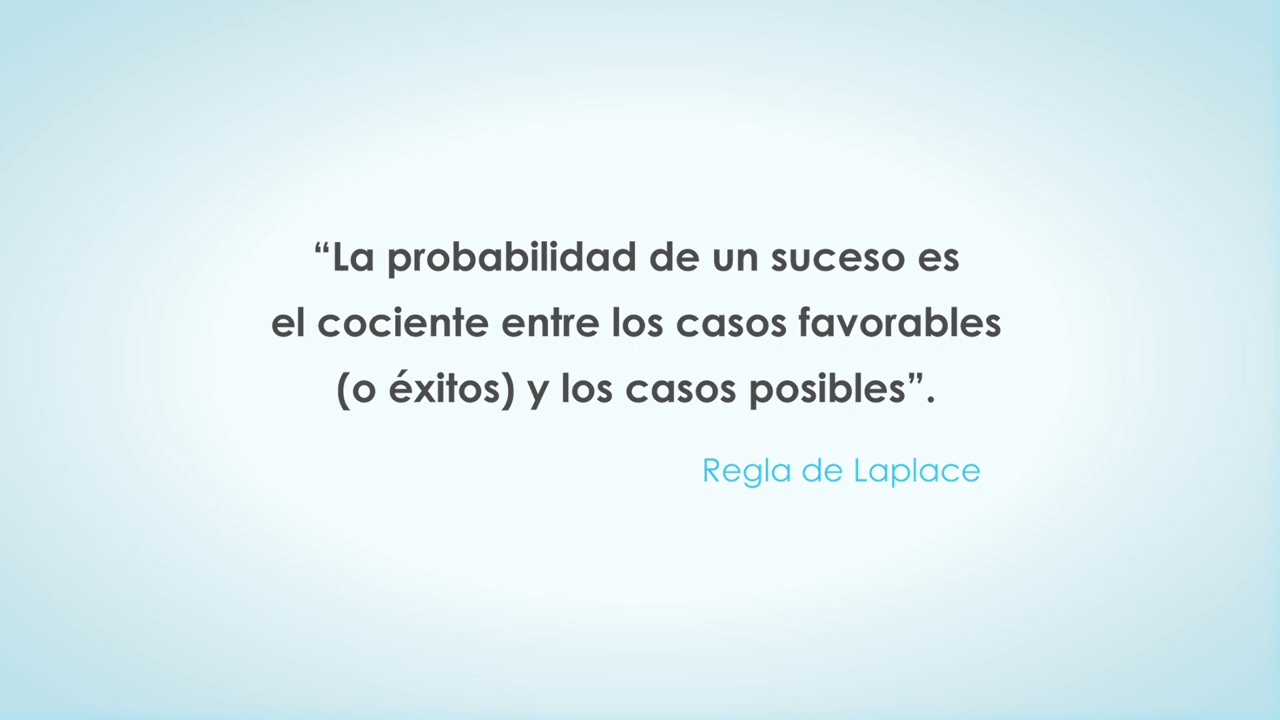 “La probabilidad de un suceso es
el cociente entre los casos favorables
(o éxitos) y los casos posibles”.
Regla de Laplace